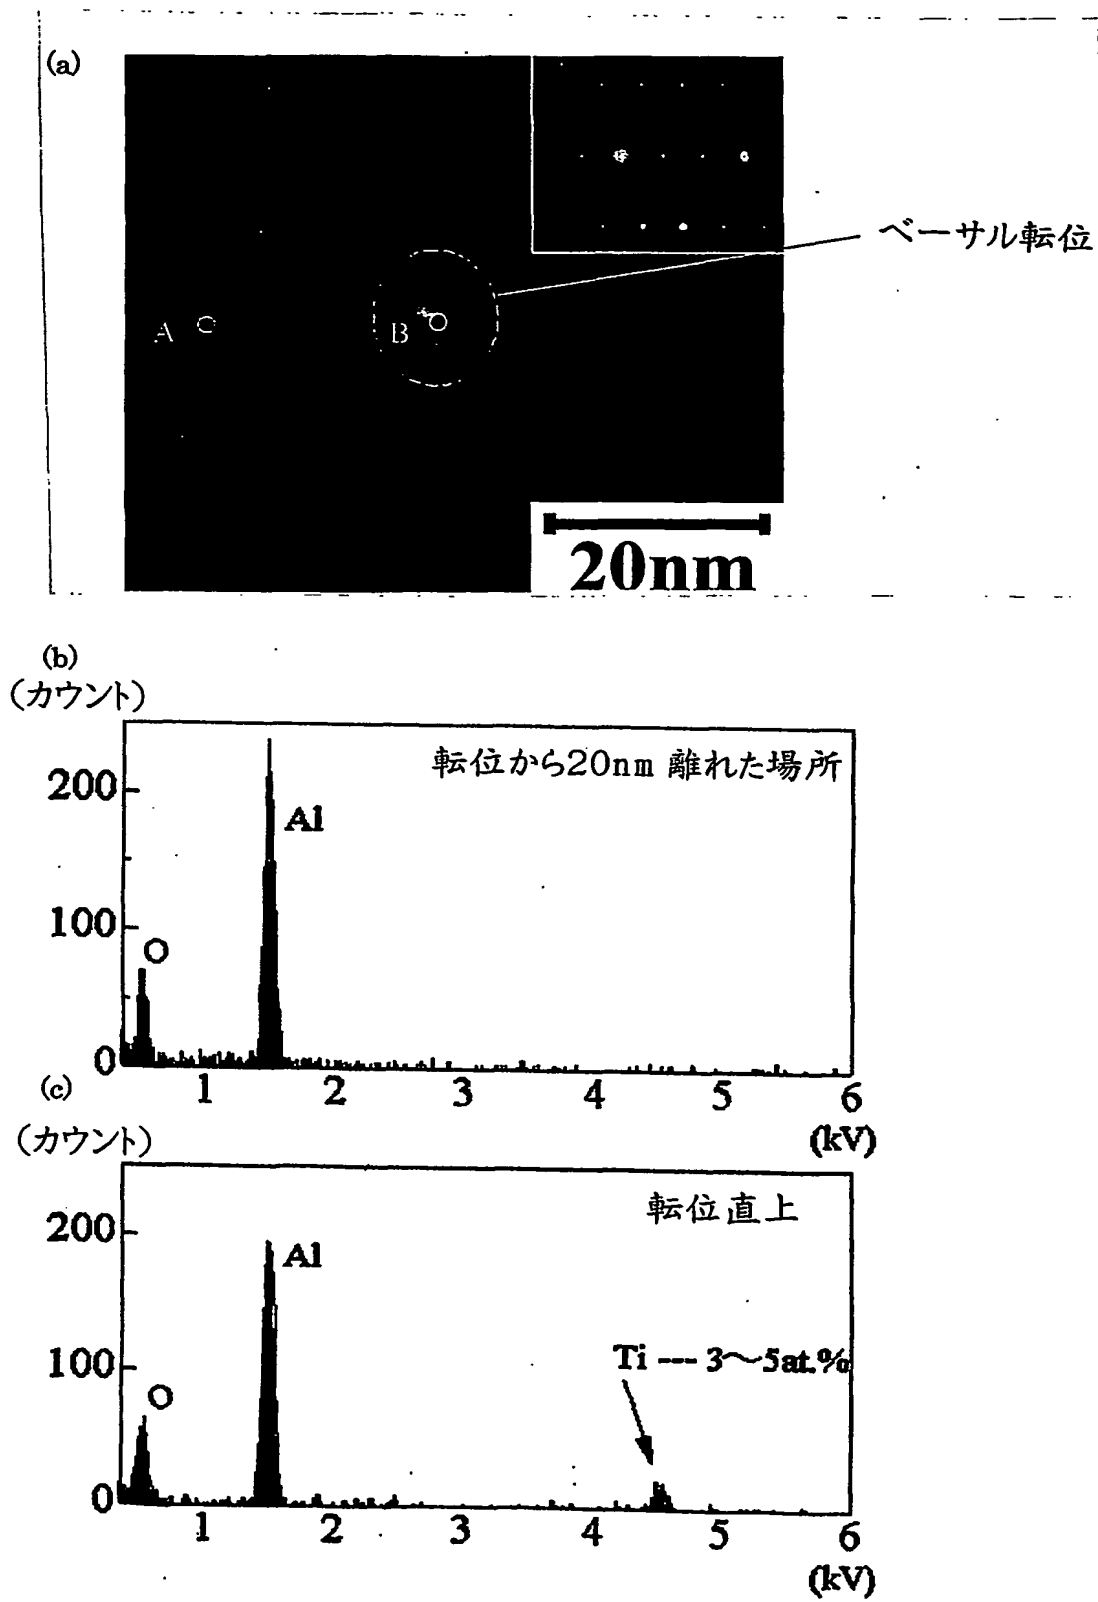 (a)
ベーサル転位
A
B
20nm
(b)
(カウント)
転位から20nm 離れた場所
200
Al
100
O
0
1 2 3 4 5 6
(kV)
(c)
(カウント)
転位直上
200
Al
Ti --- 3～5at.%
100
O
0
1 2 3 4 5 6
(kV)